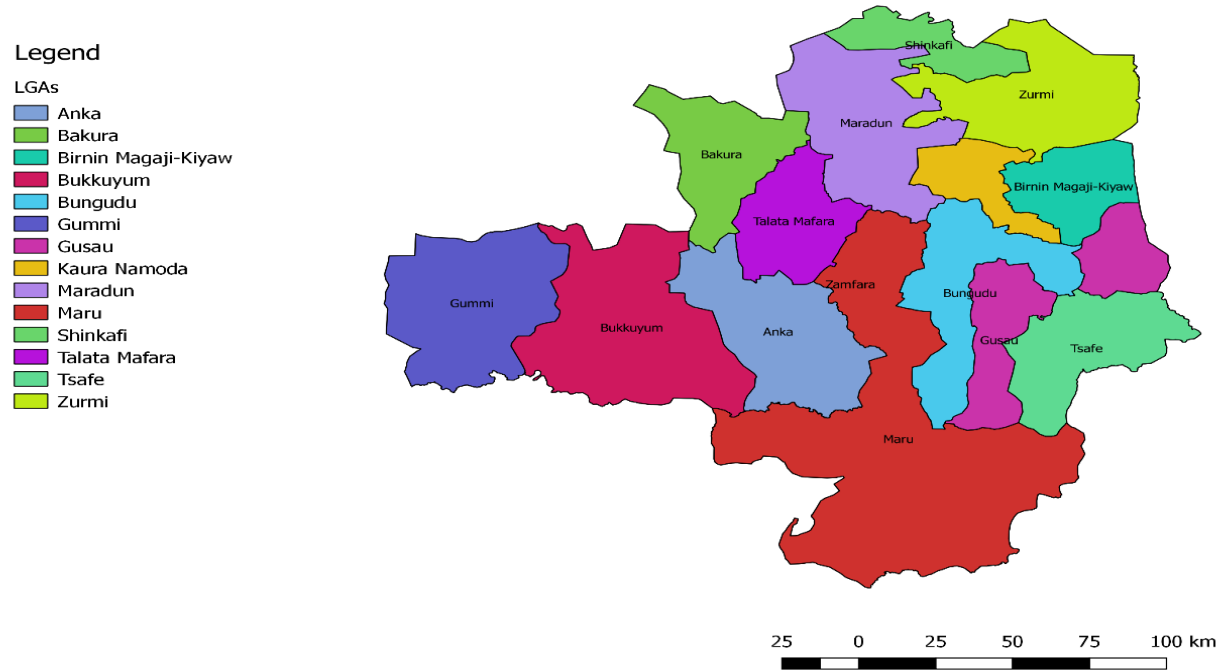 Legend
LGAs
Anka
Bakura
Birnin Magaji-Kiyaw
Bukkuyum
Bungudu
Gummi
Gusau
Kaura Namoda
Maradun
Maru
Shinkafi
Talata Mafara
Tsafe
Zurmi
Shinkafi
Zurmi
Maradun
Bakura
Birnin Magaji-Kiyaw
Talata Mafara
Zamfara
Bungudu
Gummi
Bukkuyum
Anka
Gusau
Tsafe
Maru
25 0 25 50 75 100 km